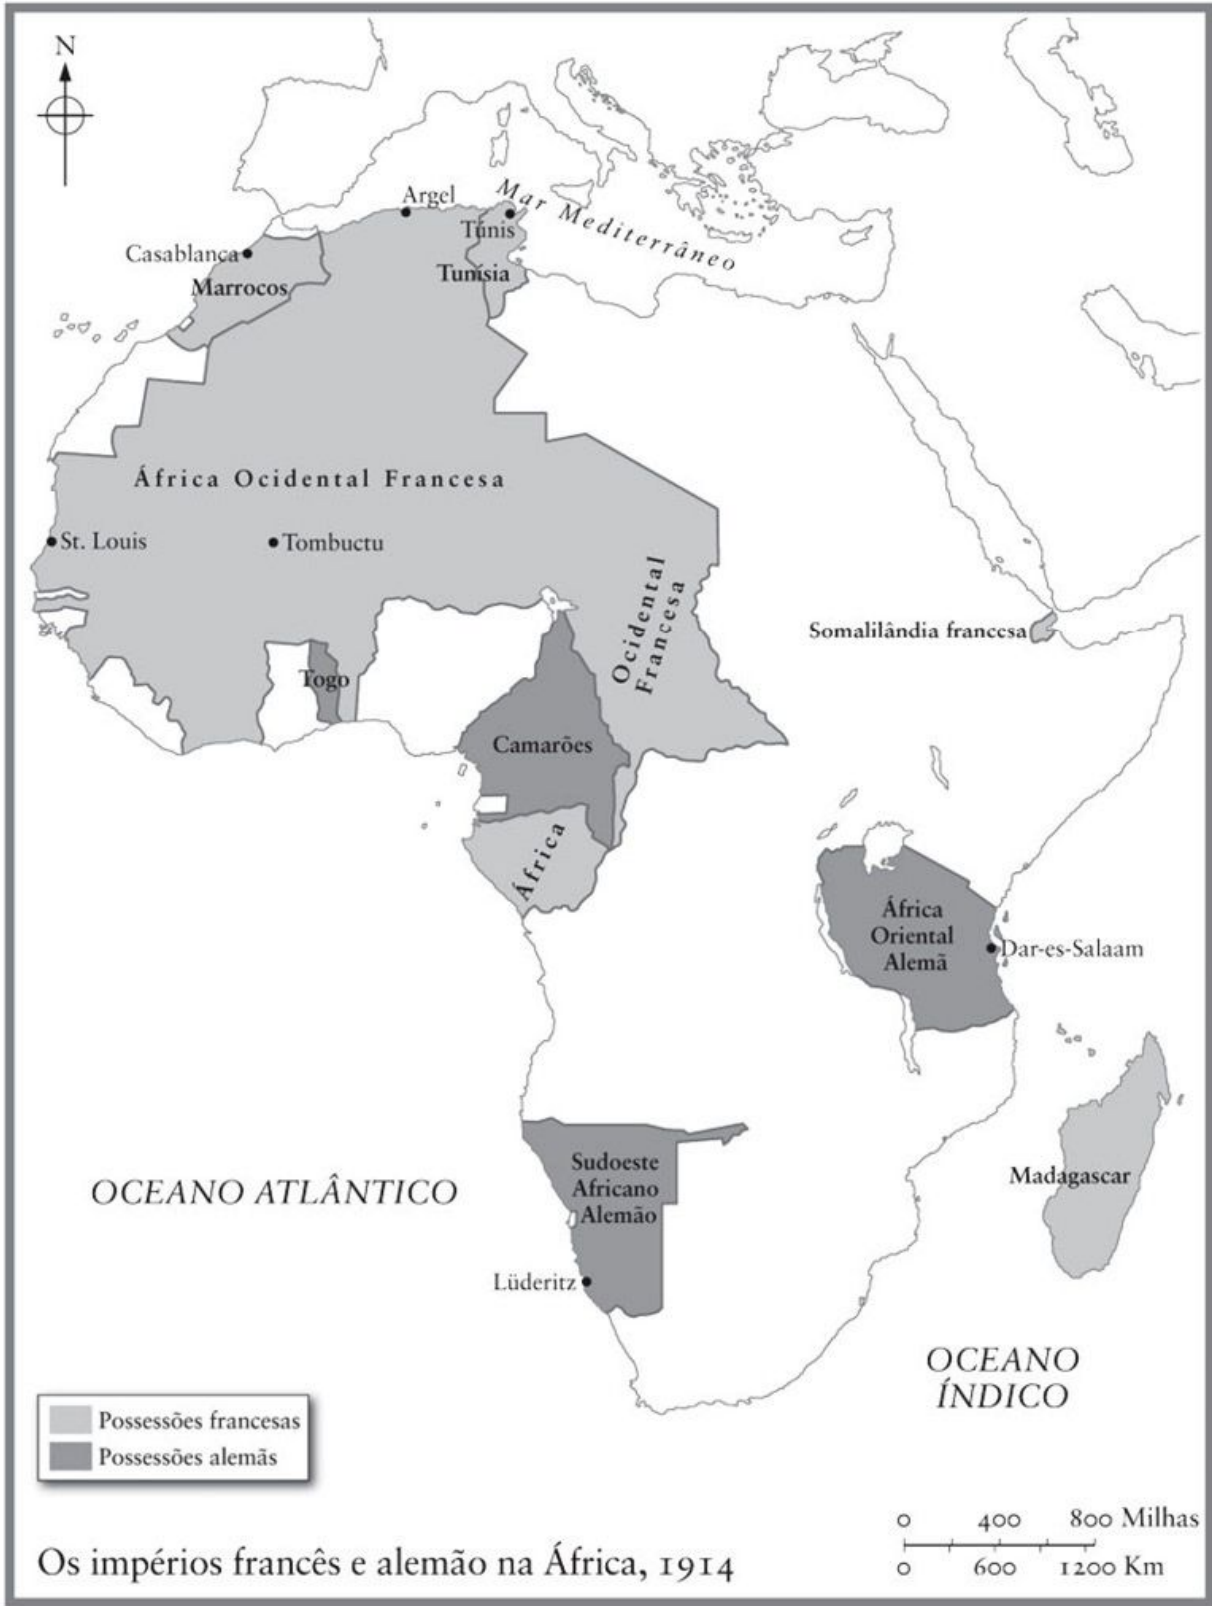 N
Argel
Mar Mediterrâneo
Túnis
Casablanca
Tunísia
Marrocos
África Ocidental Francesa
St. Louis
Tombuctu
Ocidental
Francesa
Somalilândia francesa
Togo
Camarões
África
África
Oriental
Alemã
Dar-es-Salaam
Sudoeste
Africano
Alemão
Madagascar
OCEANO ATLÂNTICO
Lüderitz
OCEANO
ÍNDICO
Possessões francesas
Possessões alemãs
0 400 800 Milhas
0 600 1200 Km
Os impérios francês e alemão na África, 1914